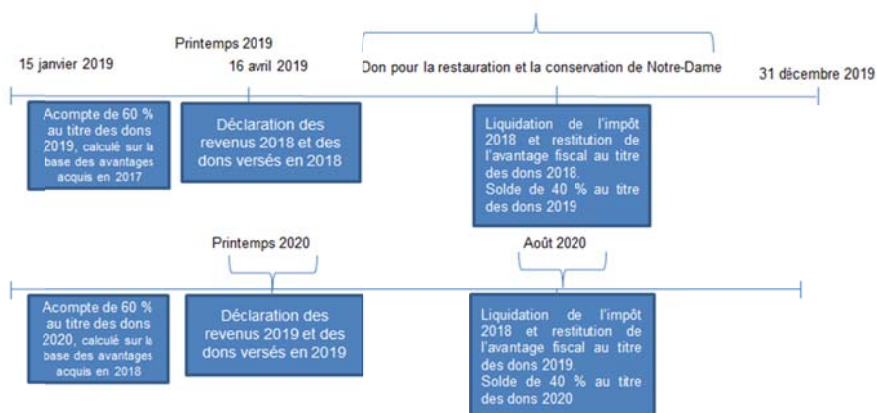 Printemps 2019
15 janvier 2019
16 avril 2019
Don pour la restauration et la conservation de Notre-Dame
31 décembre 2019
Acompte de 60 %
au titre des dons
2019, calculé sur la
base des avantages
acquis en 2017
Déclaration des
revenus 2018 et des
dons versés en 2018
Liquidation de l'impôt
2018 et restitution de
l'avantage fiscal au titre
des dons 2018.
Solde de 40 % au titre
des dons 2019
Printemps 2020
Août 2020
Acompte de 60 %
au titre des dons
2020, calculé sur la
base des avantages
acquis en 2018
Déclaration des
revenus 2019 et des
dons versés en 2019
Liquidation de l'impôt
2018 et restitution de
l'avantage fiscal au titre
des dons 2019.
Solde de 40 % au titre
des dons 2020